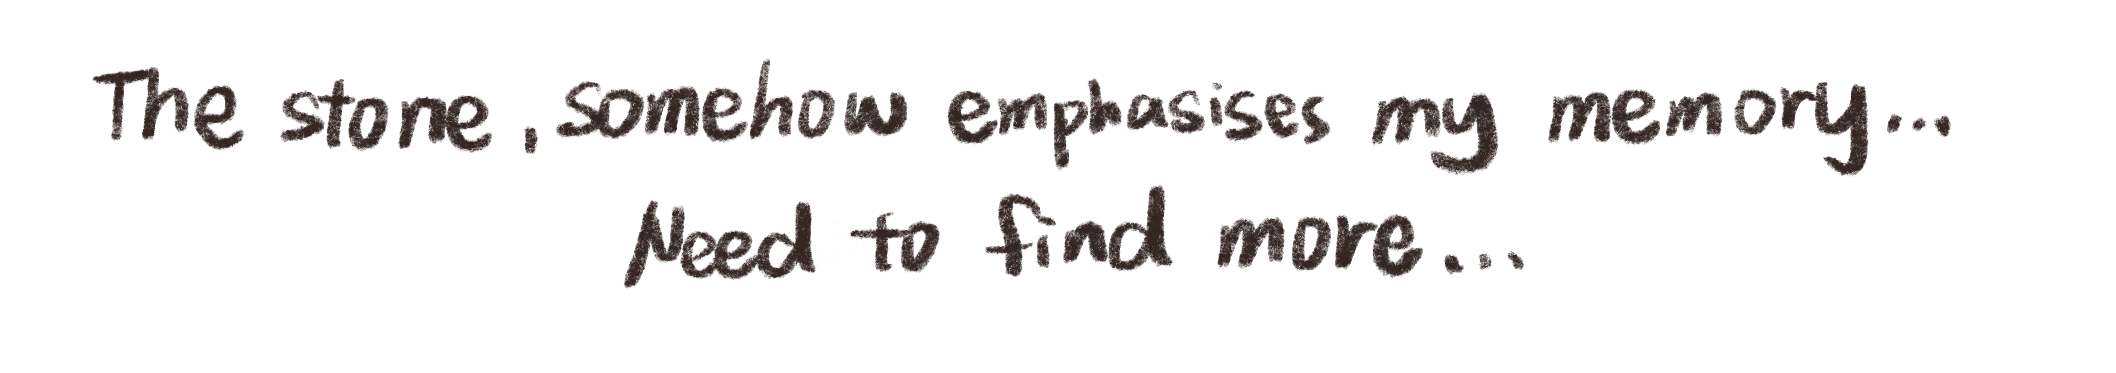 The stone, somehow emphasises my memory...
Need to find more...